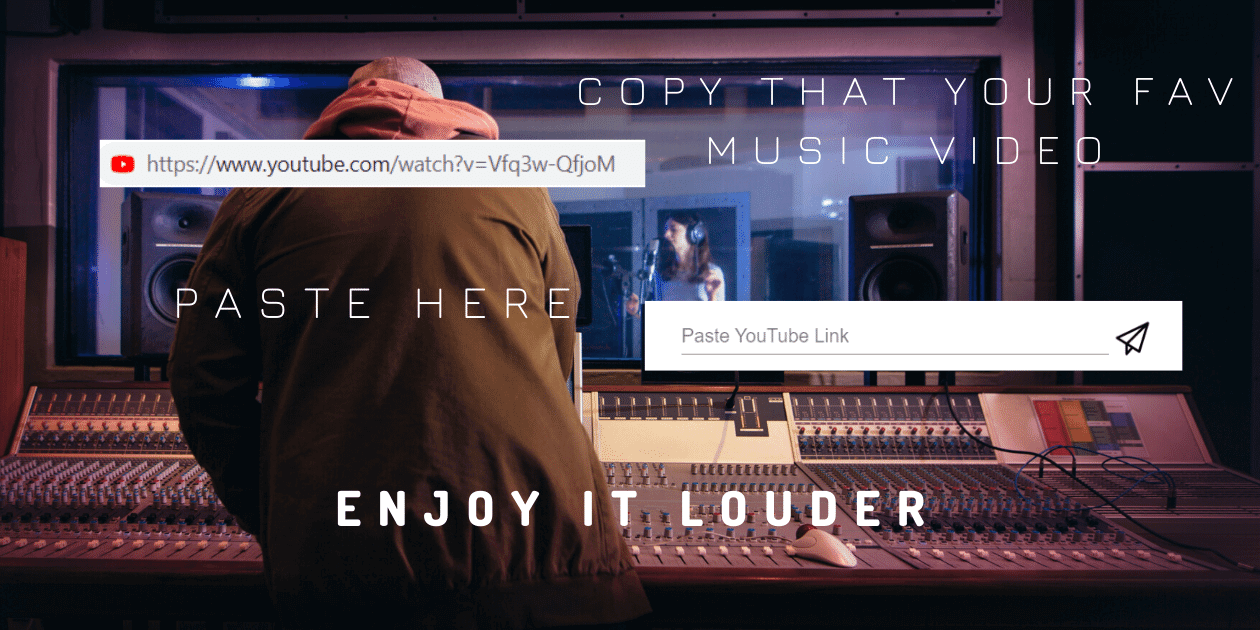 COPY THAT YOUR FAV
MUSIC VIDEO
https://www.youtube.com/watch?v=Vfq3w-QfjoM
PASTE HERE
Paste YouTube Link
ENJOY IT LOUDER